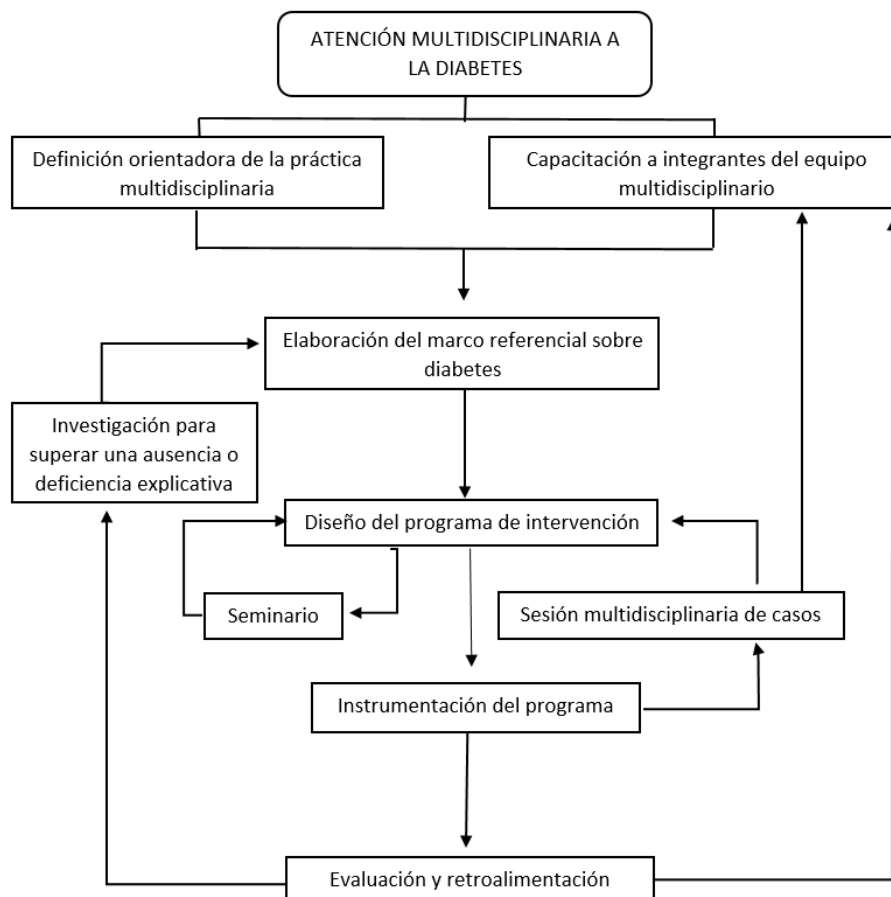 ATENCIÓN MULTIDISCIPLINARIA A
LA DIABETES
Definición orientadora de la práctica
multidisciplinaria
Capacitación a integrantes del equipo
multidisciplinario
Elaboración del marco referencial sobre
diabetes
Investigación para
superar una ausencia o
deficiencia explicativa
Diseño del programa de intervención
Seminario
Sesión multidisciplinaria de casos
Instrumentación del programa
Evaluación y retroalimentación